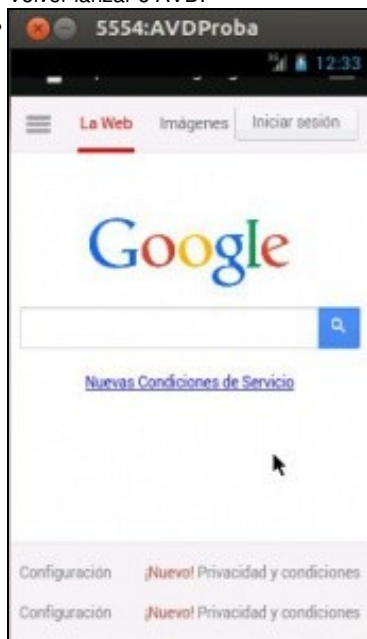 Volver lanzar o AVD.
5554:AVDProba
3G 12:33
La Web Imágenes Iniciar sesión
Google
Nuevas Condiciones de Servicio
Configuración ¡Nuevo! Privacidad y condiciones
Configuración ¡Nuevo! Privacidad y condiciones